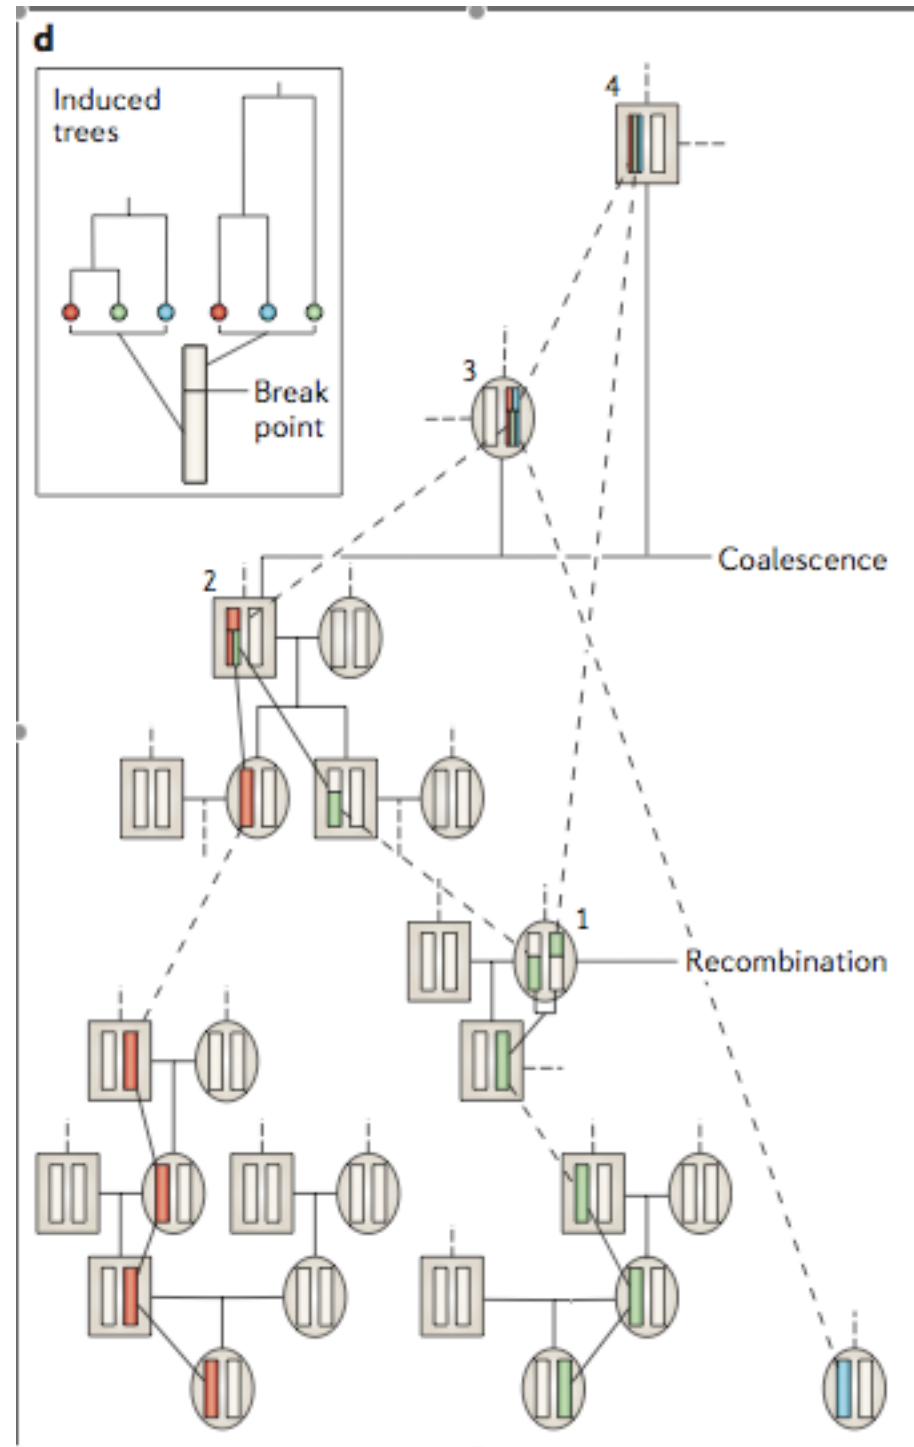 d
Induced
trees
Break
point
4
3
Coalescence
2
1
Recombination